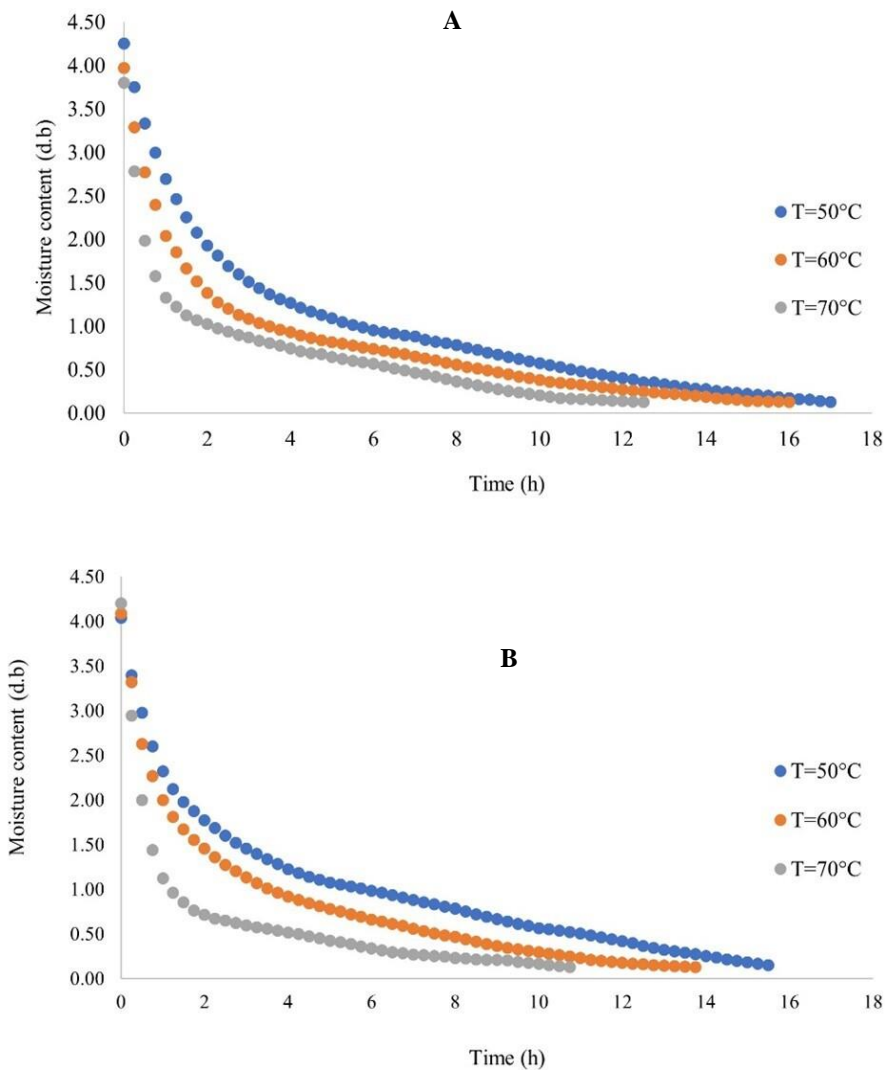 A
4.50
4.00
3.50
3.00
2.50
2.00
1.50
1.00
0.50
0.00
Moisture content (d.b)
T=50°C
T=60°C
T=70°C
0 2 4 6 8 10 12 14 16 18
Time (h)
B
4.50
4.00
3.50
3.00
2.50
2.00
1.50
1.00
0.50
0.00
Moisture content (d.b)
T=50°C
T=60°C
T=70°C
0 2 4 6 8 10 12 14 16 18
Time (h)